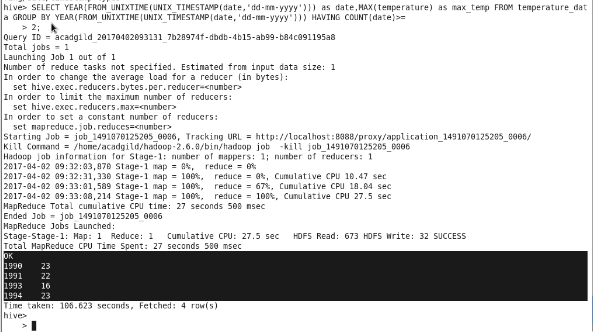 hive> SELECT YEAR(FROM_UNIXTIME(UNIX_TIMESTAMP(date,'dd-mm-yyyy'))) as date,MAX(temperature) as max_temp FROM temperature_dat
a GROUP BY YEAR(FROM_UNIXTIME(UNIX_TIMESTAMP(date,'dd-mm-yyyy'))) HAVING COUNT(date)>=
    > 2;
Query ID = acadgild_20170402093131_7b28974f-dbdb-4b15-ab99-b84c091195a8
Total jobs = 1
Launching Job 1 out of 1
Number of reduce tasks not specified. Estimated from input data size: 1
In order to change the average load for a reducer (in bytes):
  set hive.exec.reducers.bytes.per.reducer=<number>
In order to limit the maximum number of reducers:
  set hive.exec.reducers.max=<number>
In order to set a constant number of reducers:
  set mapreduce.job.reduces=<number>
Starting Job = job_1491070125205_0006, Tracking URL = http://localhost:8088/proxy/application_1491070125205_0006/
Kill Command = /home/acadgild/hadoop-2.6.0/bin/hadoop job  -kill job_1491070125205_0006
Hadoop job information for Stage-1: number of mappers: 1; number of reducers: 1
2017-04-02 09:32:03,870 Stage-1 map = 0%,  reduce = 0%
2017-04-02 09:32:31,330 Stage-1 map = 100%,  reduce = 0%, Cumulative CPU 10.47 sec
2017-04-02 09:33:01,589 Stage-1 map = 100%,  reduce = 67%, Cumulative CPU 18.04 sec
2017-04-02 09:33:08,214 Stage-1 map = 100%,  reduce = 100%, Cumulative CPU 27.5 sec
MapReduce Total cumulative CPU time: 27 seconds 500 msec
Ended Job = job_1491070125205_0006
MapReduce Jobs Launched:
Stage-Stage-1: Map: 1  Reduce: 1   Cumulative CPU: 27.5 sec   HDFS Read: 673 HDFS Write: 32 SUCCESS
Total MapReduce CPU Time Spent: 27 seconds 500 msec
OK
1990    23
1991    22
1993    16
1994    23
Time taken: 106.623 seconds, Fetched: 4 row(s)
hive>
    >